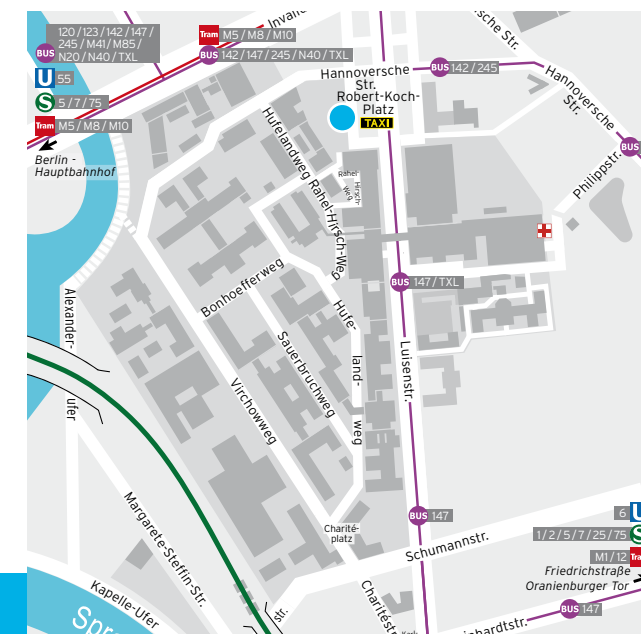 120 / 123 / 142 / 147 /
245 / M41 / M85 /
N20 / N40 / TXL
BUS
U 55
S 5 / 7 / 75
Tram M5 / M8 / M10
Berlin -
Hauptbahnhof
Tram M5 / M8 / M10
BUS 142 / 147 / 245 / N40 / TXL
Hannoversche
Str.
Robert-Koch-
Platz
TAXI
BUS 142 / 245
Hannoversche
Str.
BUS
Philippstr.
Hufelandweg
Rahel-Hirsch-Weg
Rahel-
Hirsch-
Weg
BUS 147 / TXL
Bonhoefferweg
Hufe-
land-
weg
Sauerbruchweg
Virchowweg
Luisenstr.
Alexander-
ufer
BUS 147
Charité-
platz
Schumannstr.
Margarete-Steffin-Str.
Kapelle-Ufer
6 U
1 / 2 / 5 / 7 / 25 / 75 S
M1 / 12
Friedrichstraße
Oranienburger Tor
BUS 147
str.